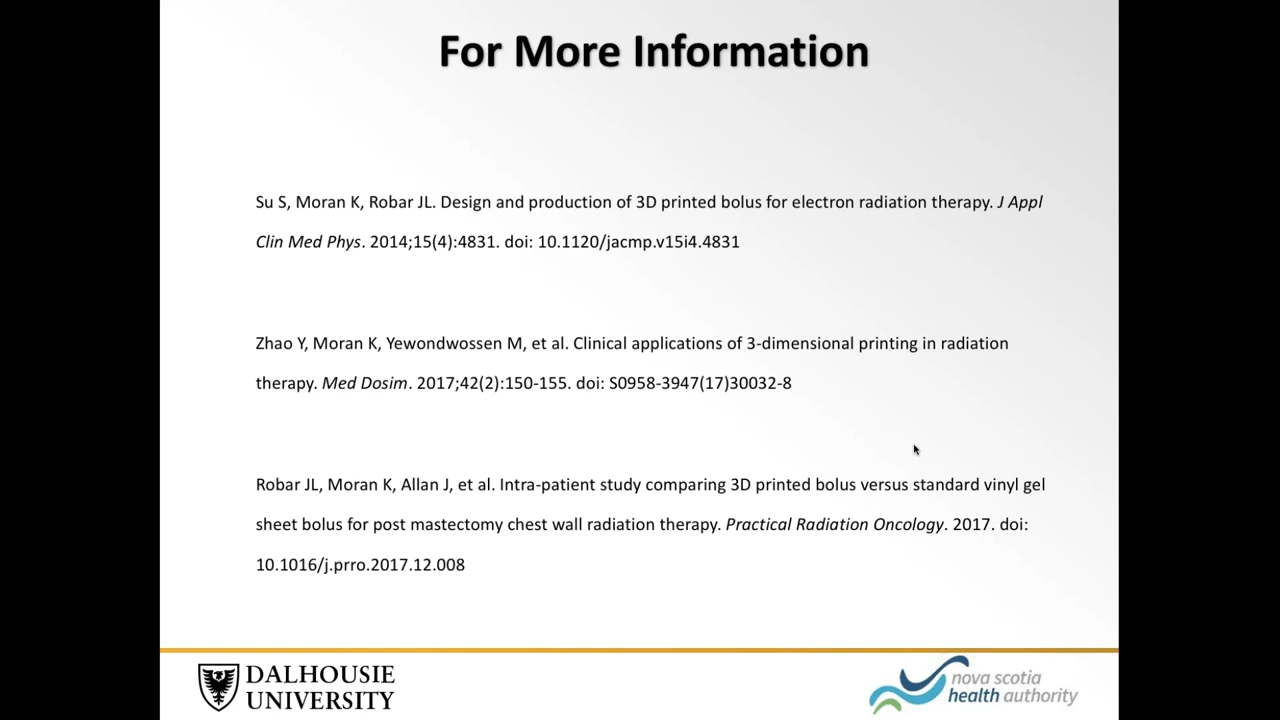 For More Information
Su S, Moran K, Robar JL. Design and production of 3D printed bolus for electron radiation therapy. J Appl
Clin Med Phys. 2014;15(4):4831. doi: 10.1120/jacmp.v15i4.4831
Zhao Y, Moran K, Yewondwossen M, et al. Clinical applications of 3-dimensional printing in radiation
therapy. Med Dosim. 2017;42(2):150-155. doi: S0958-3947(17)30032-8
Robar JL, Moran K, Allan J, et al. Intra-patient study comparing 3D printed bolus versus standard vinyl gel
sheet bolus for post mastectomy chest wall radiation therapy. Practical Radiation Oncology. 2017. doi:
10.1016/j.prro.2017.12.008
DALHOUSIE
UNIVERSITY
nova scotia
health authority